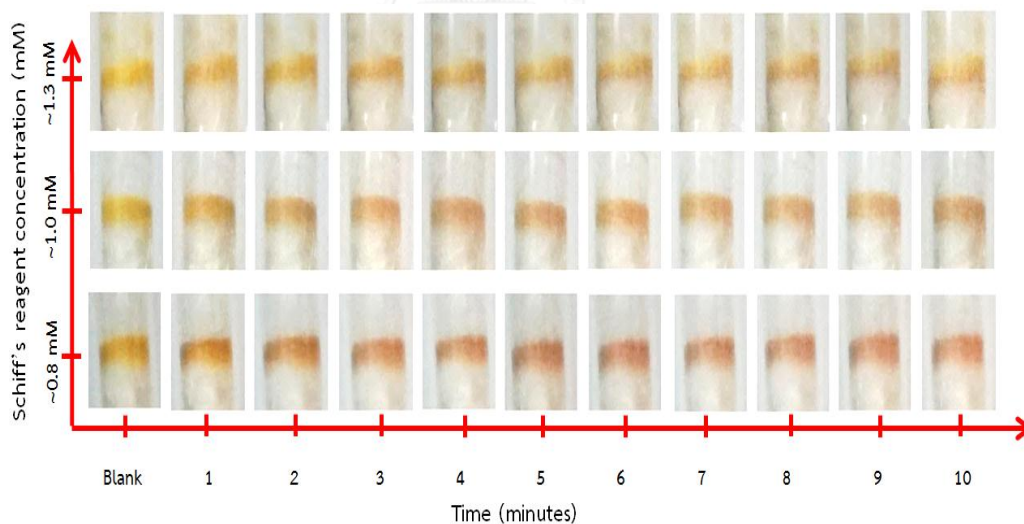 Schiff's reagent concentration (mM)
~1.3 mM
~1.0 mM
~0.8 mM
Blank 1 2 3 4 5 6 7 8 9 10
Time (minutes)